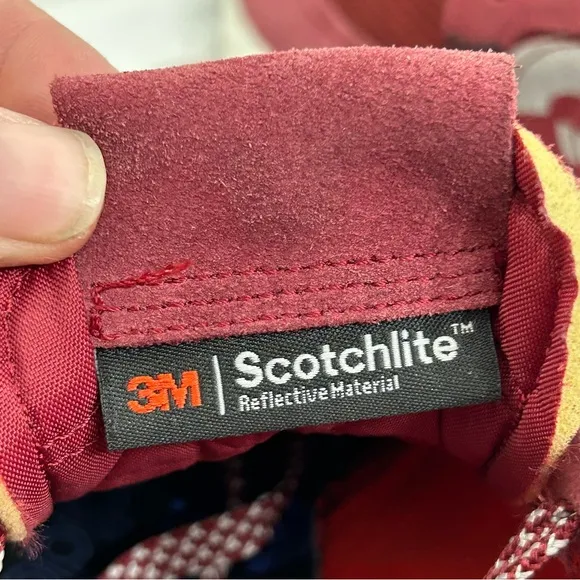 3M
Scotchlite™
Reflective Material